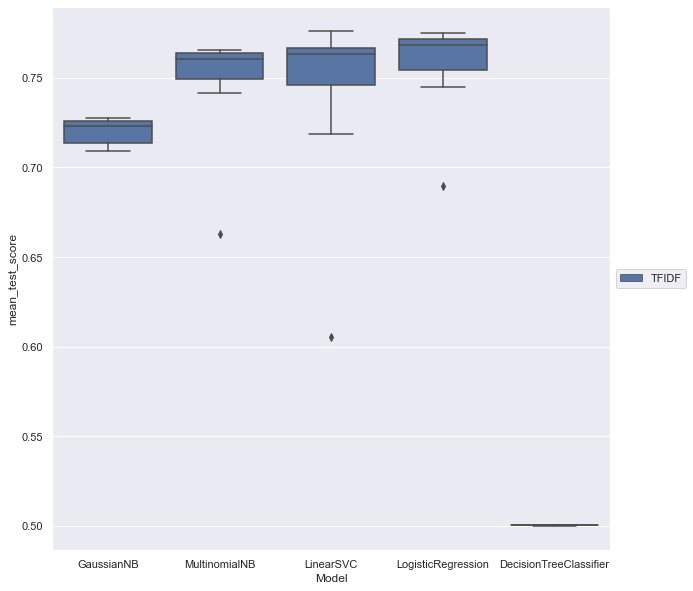 mean_test_score
0.75
0.70
0.65
0.60
0.55
0.50
GaussianNB
MultinomialNB
LinearSVC
LogisticRegression
DecisionTreeClassifier
Model
TFIDF